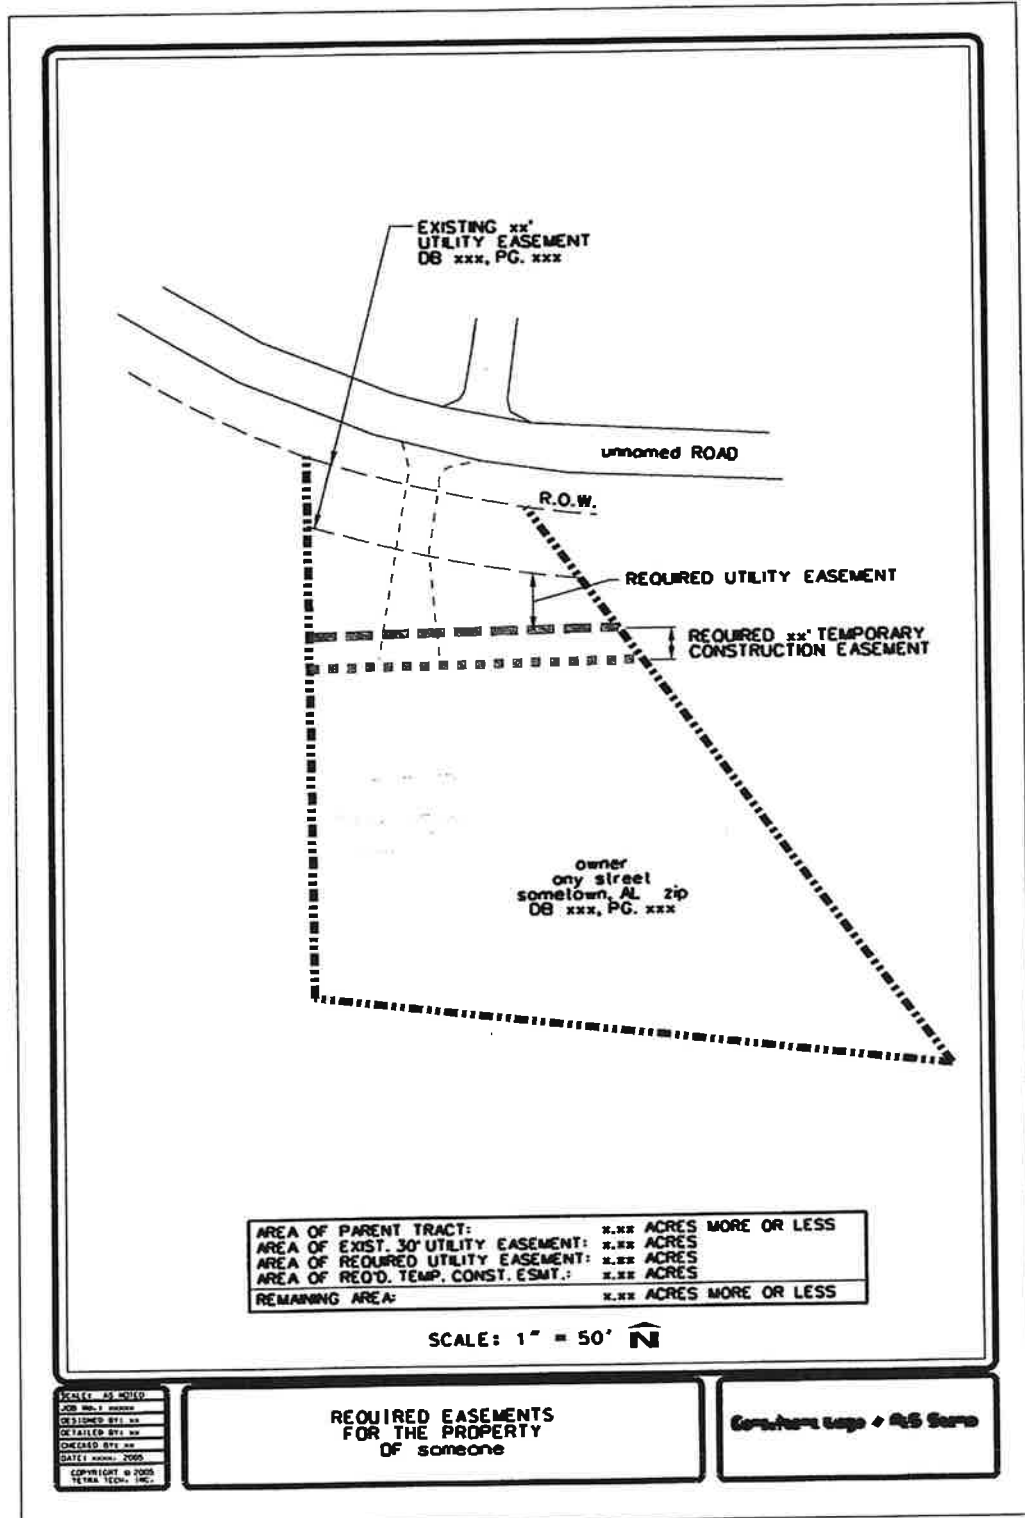 EXISTING xx'
UTILITY EASEMENT
DB xxx, PG. xxx
unnamed ROAD
R.O.W.
REQUIRED UTILITY EASEMENT
REQUIRED xx' TEMPORARY
CONSTRUCTION EASEMENT
owner
any street
sometown, AL zip
DB xxx, PG. xxx
AREA OF PARENT TRACT: x.xx ACRES MORE OR LESS
AREA OF EXIST. 30' UTILITY EASEMENT: x.xx ACRES
AREA OF REQUIRED UTILITY EASEMENT: x.xx ACRES
AREA OF REQ'D. TEMP. CONST. ESMT.: x.xx ACRES
REMAINING AREA: x.xx ACRES MORE OR LESS
SCALE: 1" = 50' N
SCALE: AS NOTED
JOB No.: xxxxx
DESIGNED BY: xx
DETAILED BY: xx
CHECKED BY: xx
DATE: xxxx, 2005
COPYRIGHT © 2005
TETRA TECH, INC.
REQUIRED EASEMENTS
FOR THE PROPERTY
OF someone